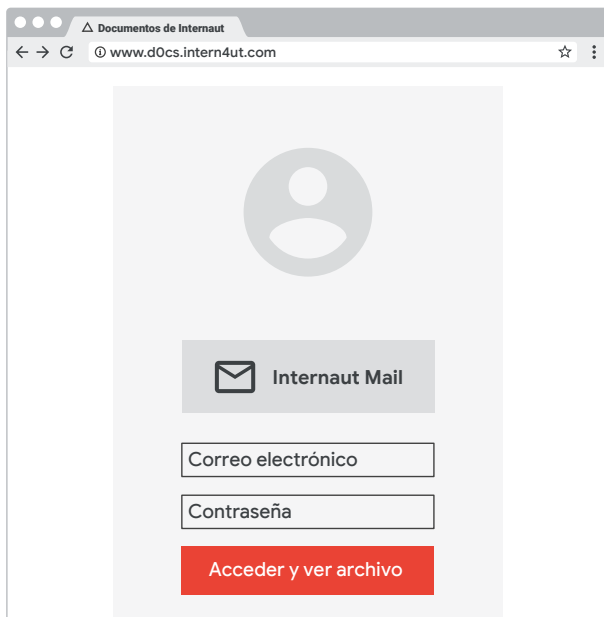 Documentos de Internaut
www.d0cs.intern4ut.com
Internaut Mail
Correo electrónico
Contraseña
Acceder y ver archivo